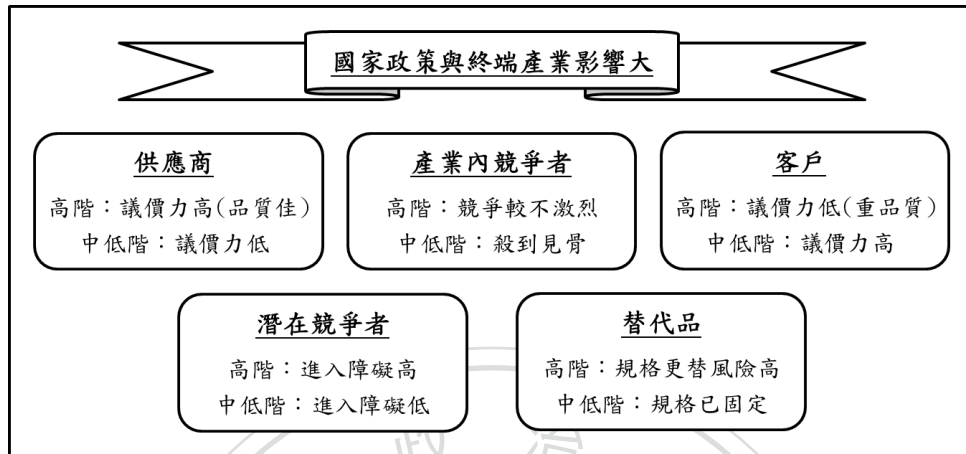 國家政策與終端產業影響大
供應商
高階：議價力高(品質佳)
中低階：議價力低
產業內競爭者
高階：競爭較不激烈
中低階：殺到見骨
客戶
高階：議價力低(重品質)
中低階：議價力高
潛在競爭者
高階：進入障礙高
中低階：進入障礙低
替代品
高階：規格更替風險高
中低階：規格已固定